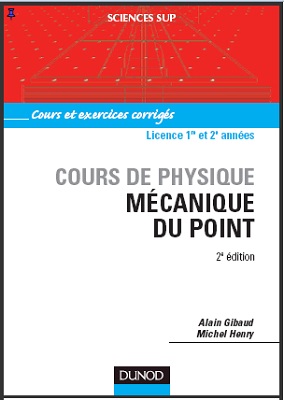 SCIENCES SUP
Cours et exercices corrigés
Licence 1re et 2e années
COURS DE PHYSIQUE
MÉCANIQUE
DU POINT
2e édition
Alain Gibaud
Michel Henry
DUNOD